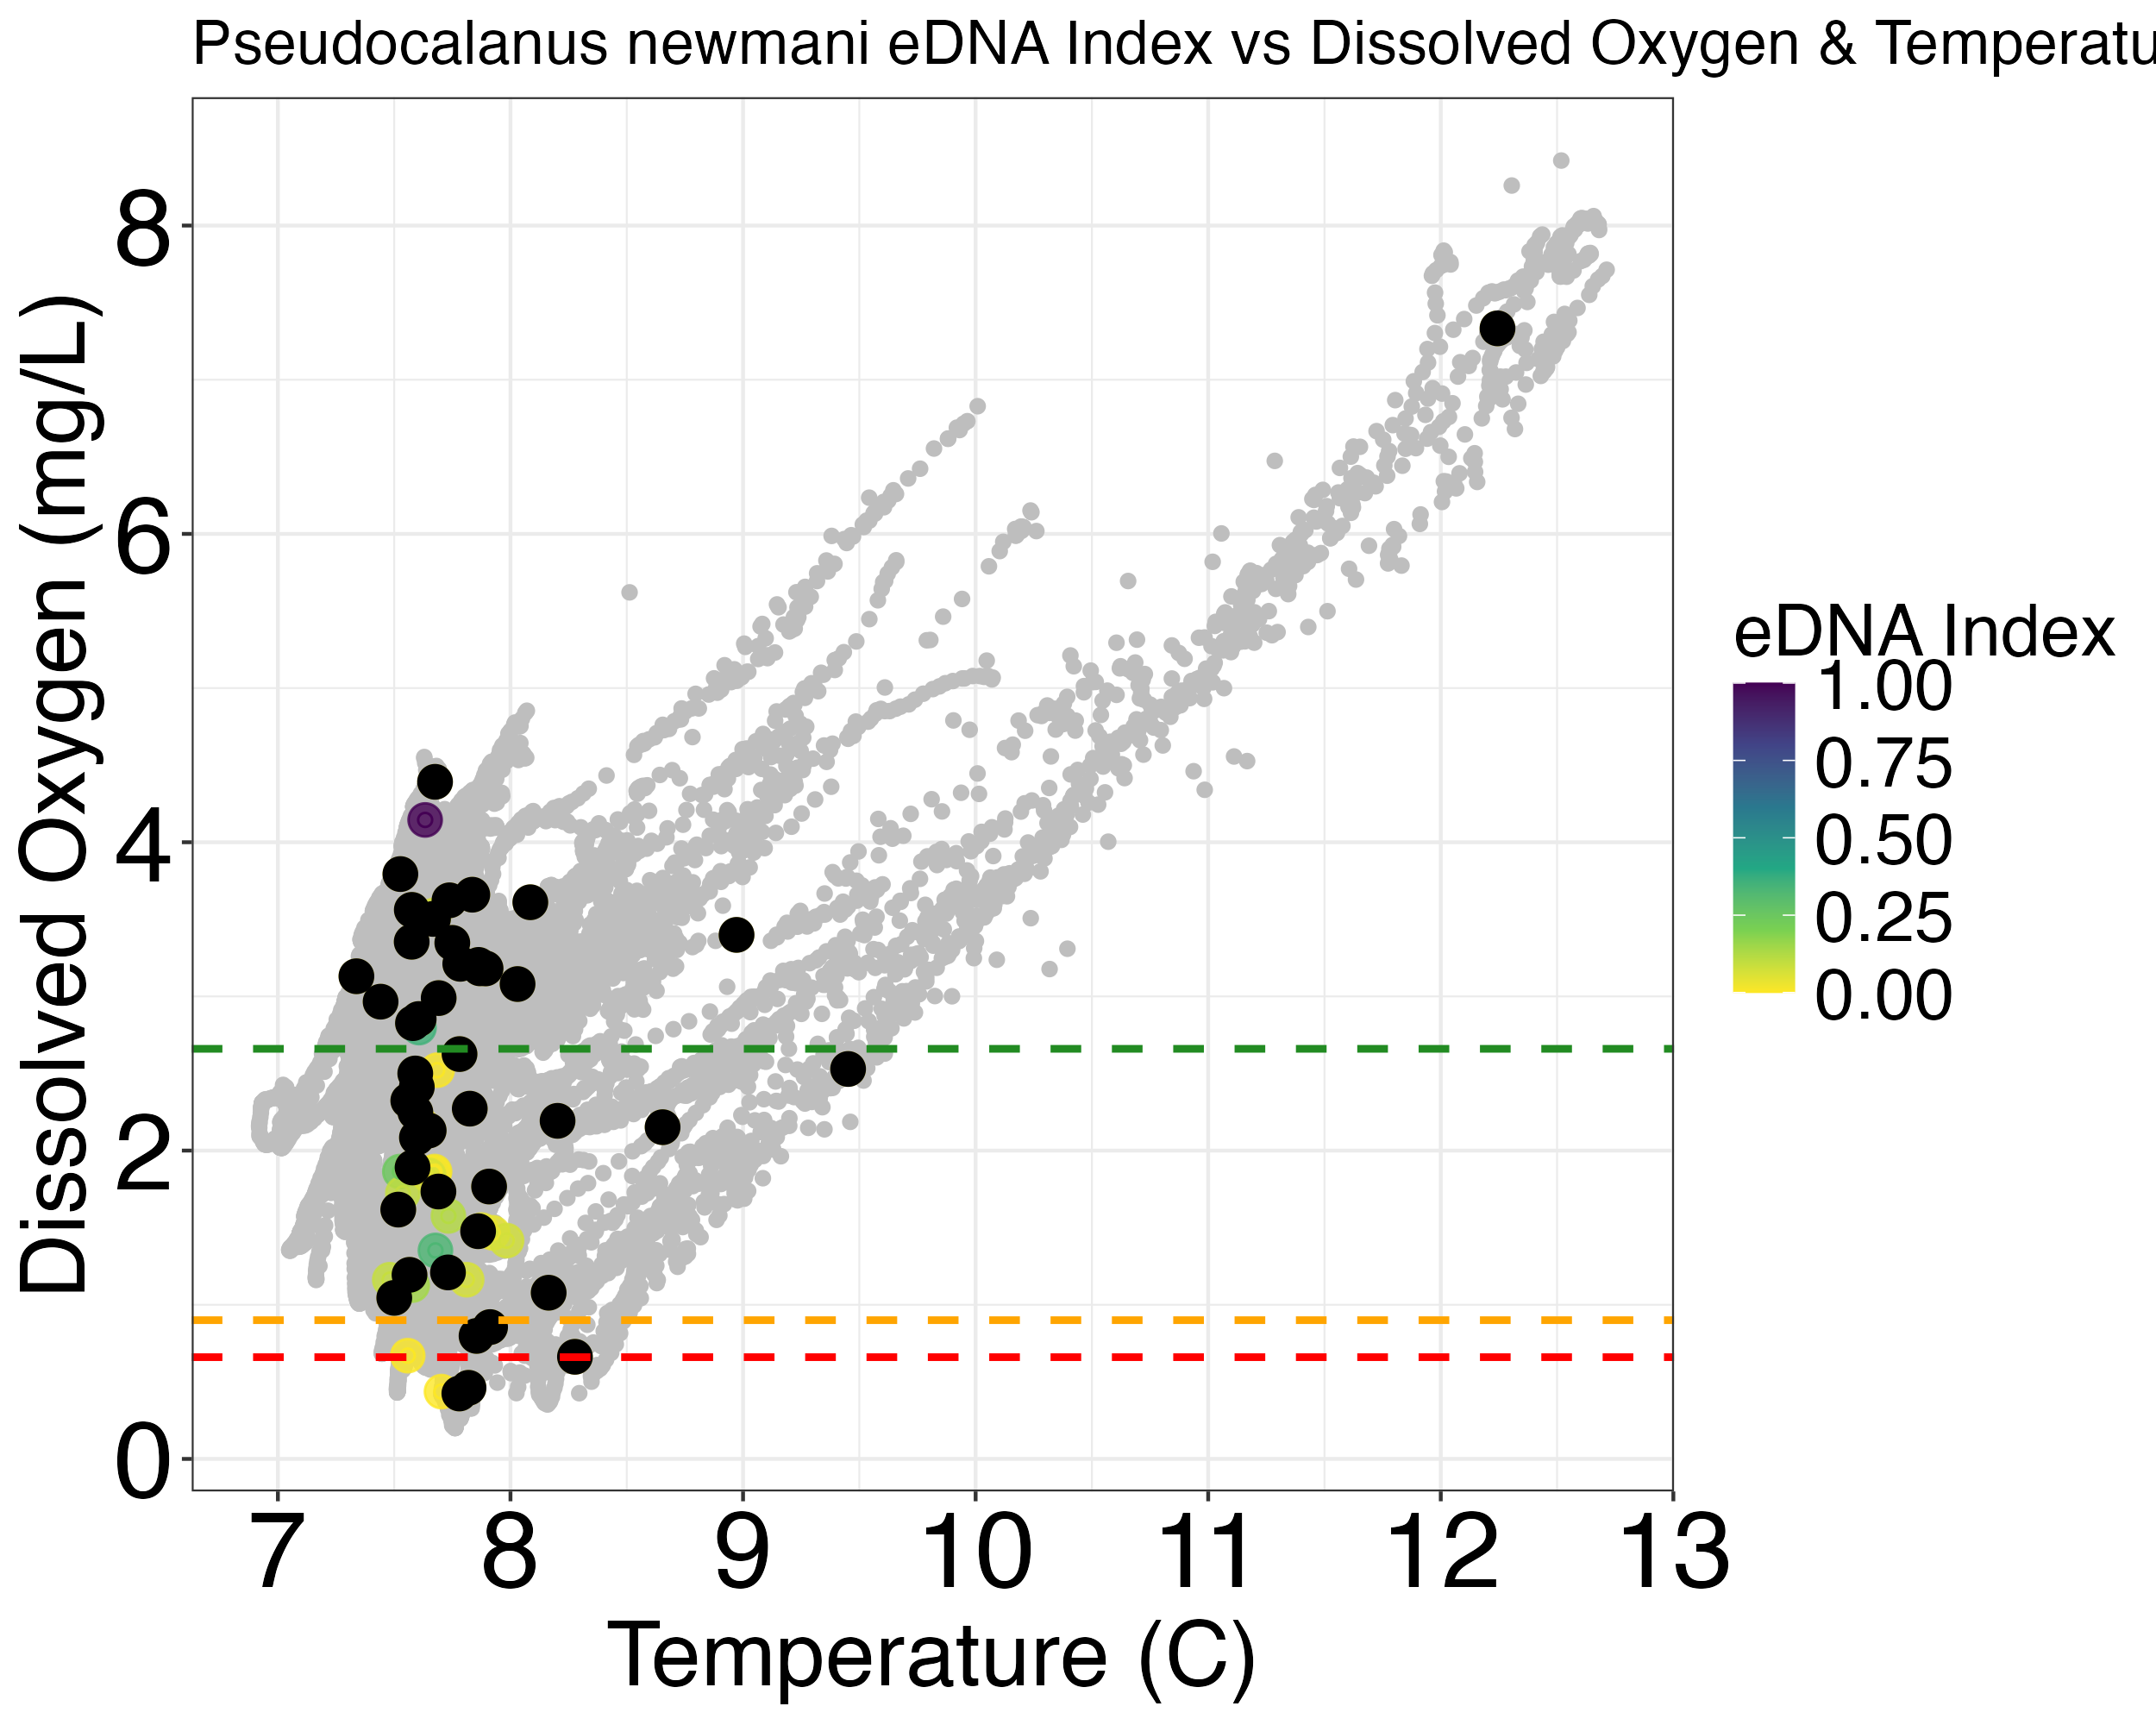 Pseudocalanus newmani eDNA Index vs Dissolved Oxygen & Temperatu
Dissolved Oxygen (mg/L)
8
6
4
2
0
7 8 9 10 11 12 13
Temperature (C)
eDNA Index
1.00
0.75
0.50
0.25
0.00